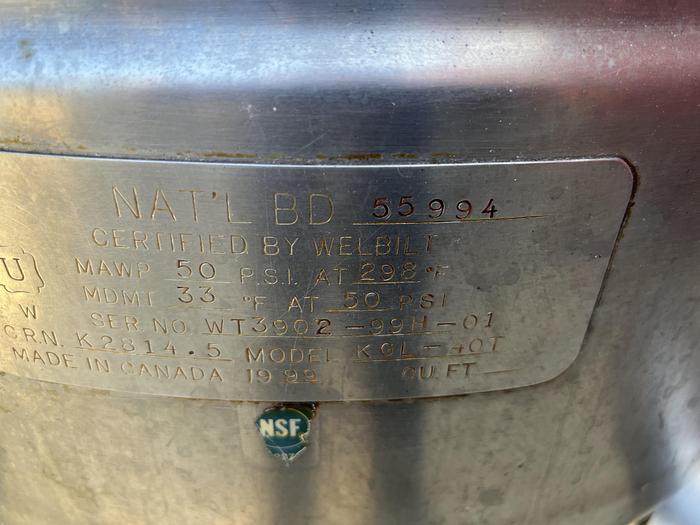 NAT'L BD 55994
CERTIFIED BY WELBILT
U
MAWP 50 P.S.I. AT 298 °F
MDMT 33 °F AT 50 PSI
W
SER. NO. WT3902-99H-01
C.R.N. K2814.5 MODEL KGL-40T
MADE IN CANADA 1999 CU. FT
NSF